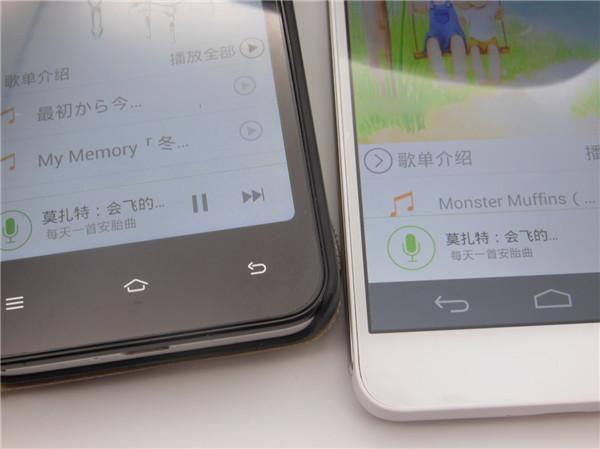 播放全部
歌单介绍
最初から今...
My Memory「冬...
莫扎特：会飞的...
每天一首安胎曲
歌单介绍
播
Monster Muffins（...
莫扎特：会飞的...
每天一首安胎曲